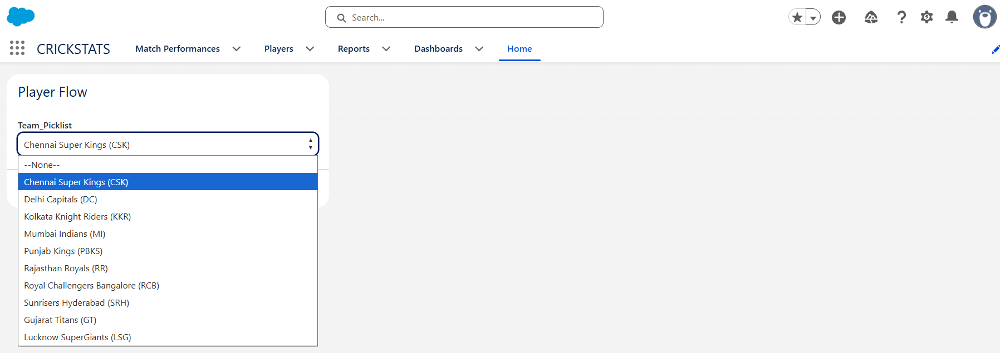 Search...
CRICKSTATS
Match Performances
Players
Reports
Dashboards
Home
Player Flow
Team_Picklist
Chennai Super Kings (CSK)
--None--
Chennai Super Kings (CSK)
Delhi Capitals (DC)
Kolkata Knight Riders (KKR)
Mumbai Indians (MI)
Punjab Kings (PBKS)
Rajasthan Royals (RR)
Royal Challengers Bangalore (RCB)
Sunrisers Hyderabad (SRH)
Gujarat Titans (GT)
Lucknow SuperGiants (LSG)